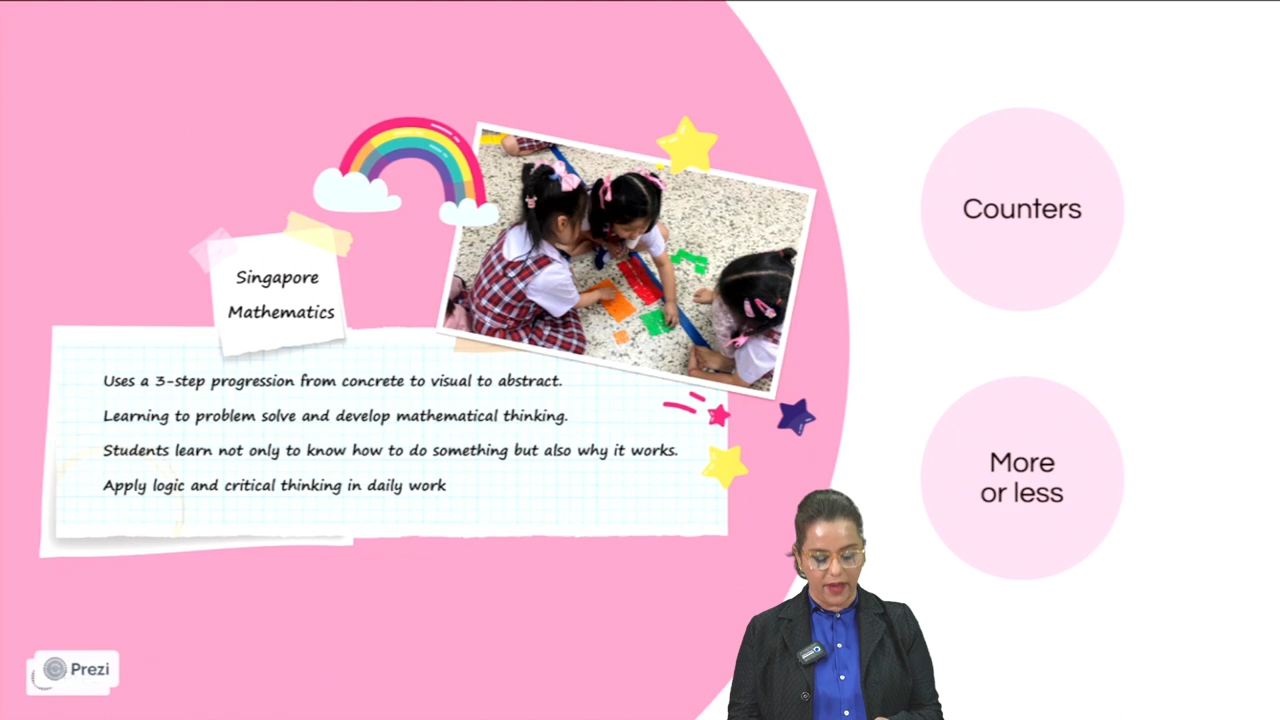 Singapore
Mathematics
Uses a 3-step progression from concrete to visual to abstract.
Learning to problem solve and develop mathematical thinking.
Students learn not only to know how to do something but also why it works.
Apply logic and critical thinking in daily work
Counters
More
or less
Prezi